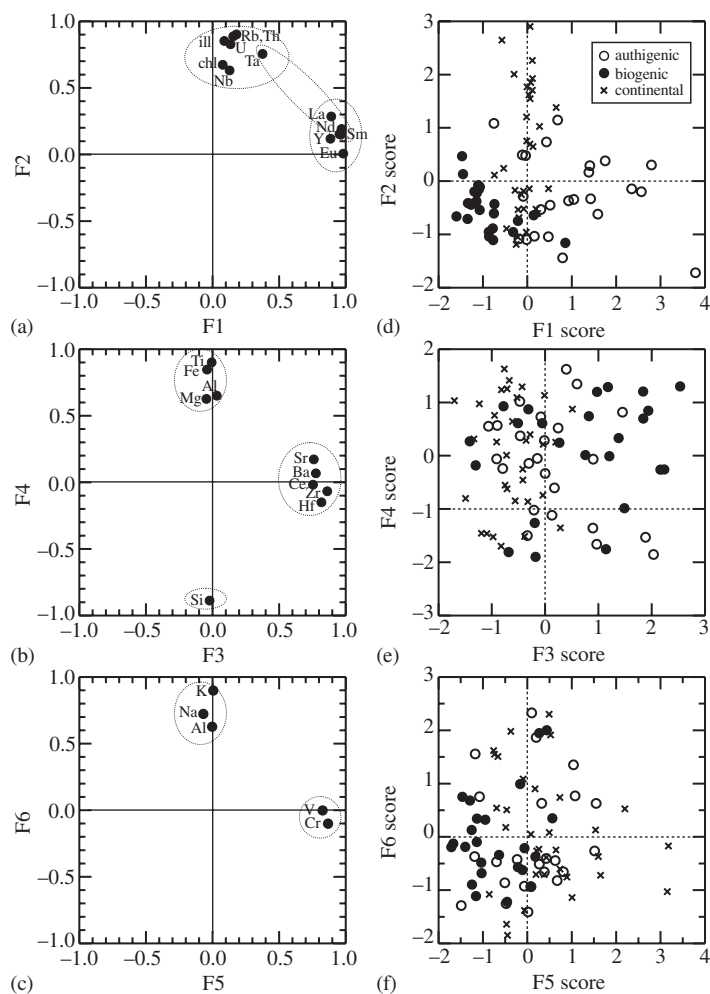 1.0
0.5
0.0
−0.5
−1.0
F2
ill
Rb,Th
U
Ta
chl
Nb
La
Nd
Sm
Y
Eu
−1.0 −0.5 0.0 0.5 1.0
(a) F1
3
2
1
0
−1
−2
F2 score
authigenic
biogenic
continental
−2 −1 0 1 2 3 4
(d) F1 score
1.0
0.5
0.0
−0.5
−1.0
F4
Ti
Fe
Al
Mg
Sr
Ba
Ce
Zr
Hf
Si
−1.0 −0.5 0.0 0.5 1.0
(b) F3
2
1
0
−1
−2
−3
F4 score
−2 −1 0 1 2 3
(e) F3 score
1.0
0.5
0.0
−0.5
−1.0
F6
K
Na
Al
V
Cr
−1.0 −0.5 0.0 0.5 1.0
(c) F5
3
2
1
0
−1
−2
F6 score
−2 −1 0 1 2 3 4
(f) F5 score